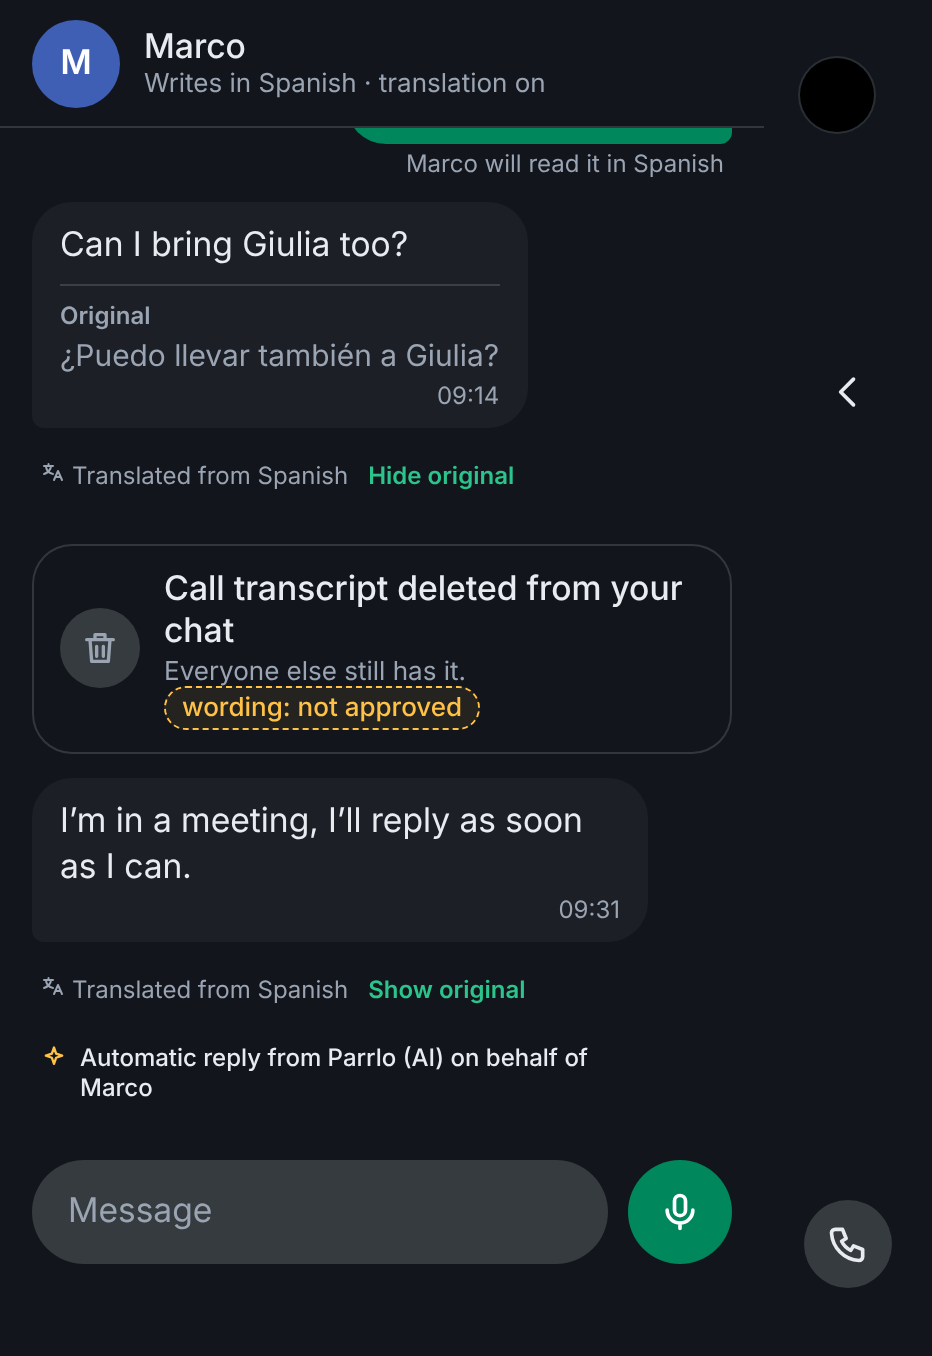 M
Marco
Writes in Spanish · translation on
Marco will read it in Spanish
Can I bring Giulia too?
Original
¿Puedo llevar también a Giulia?
09:14
Translated from Spanish Hide original
Call transcript deleted from your
chat
Everyone else still has it.
wording: not approved
I’m in a meeting, I’ll reply as soon
as I can.
09:31
Translated from Spanish Show original
Automatic reply from Parrlo (AI) on behalf of
Marco
Message